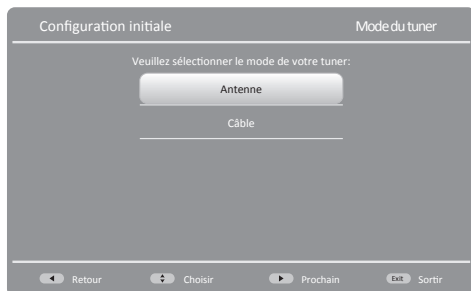 Configuration initiale Mode du tuner
Veuillez sélectionner le mode de votre tuner:
Antenne
Câble
Retour Choisir Prochain Exit Sortir